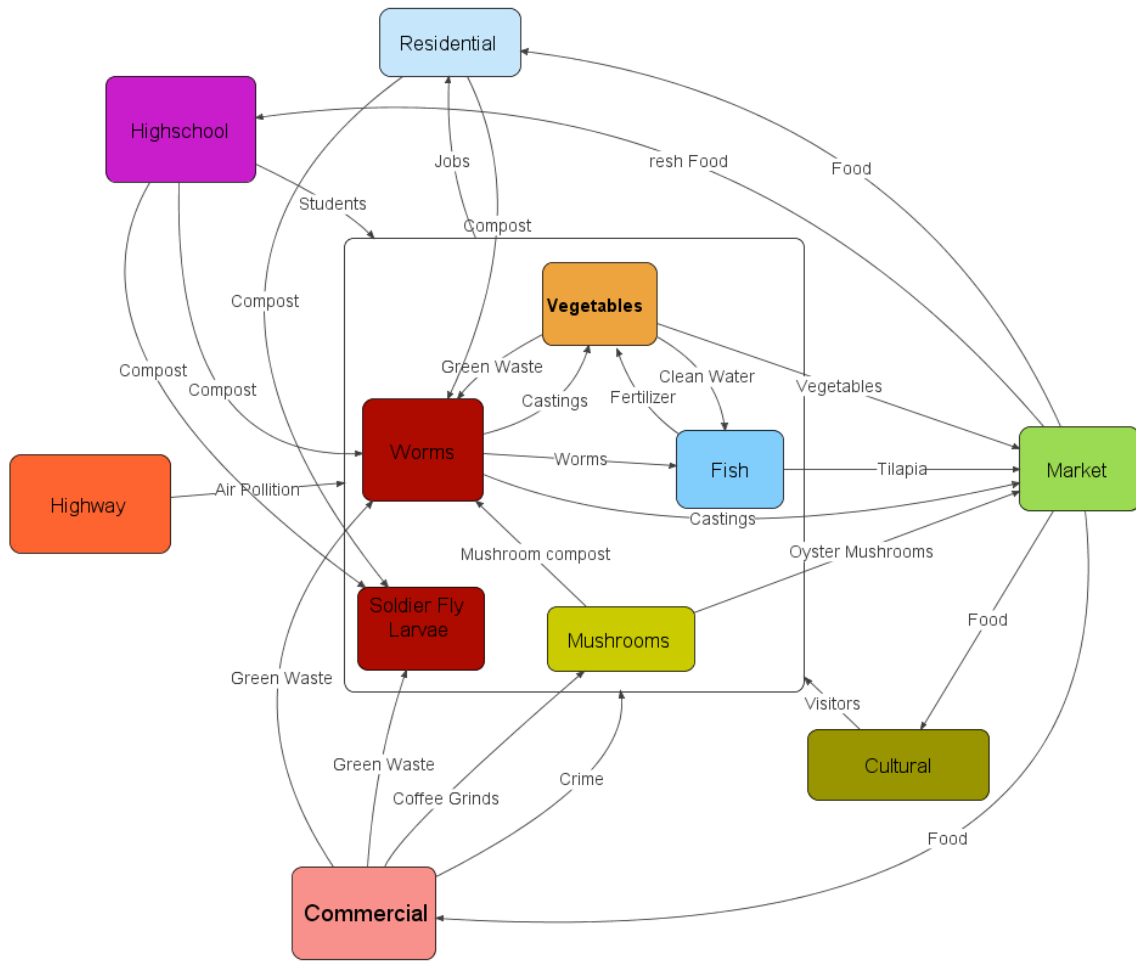 Residential
Highschool
Jobs
resh Food
Food
Students
Compost
Compost
Vegetables
Compost
Compost
Green Waste
Castings
Fertilizer
Clean Water
Vegetables
Worms
Worms
Fish
Tilapia
Market
Highway
Air Pollition
Castings
Mushroom compost
Oyster Mushrooms
Soldier Fly
Larvae
Mushrooms
Food
Green Waste
Visitors
Cultural
Green Waste
Coffee Grinds
Crime
Food
Commercial